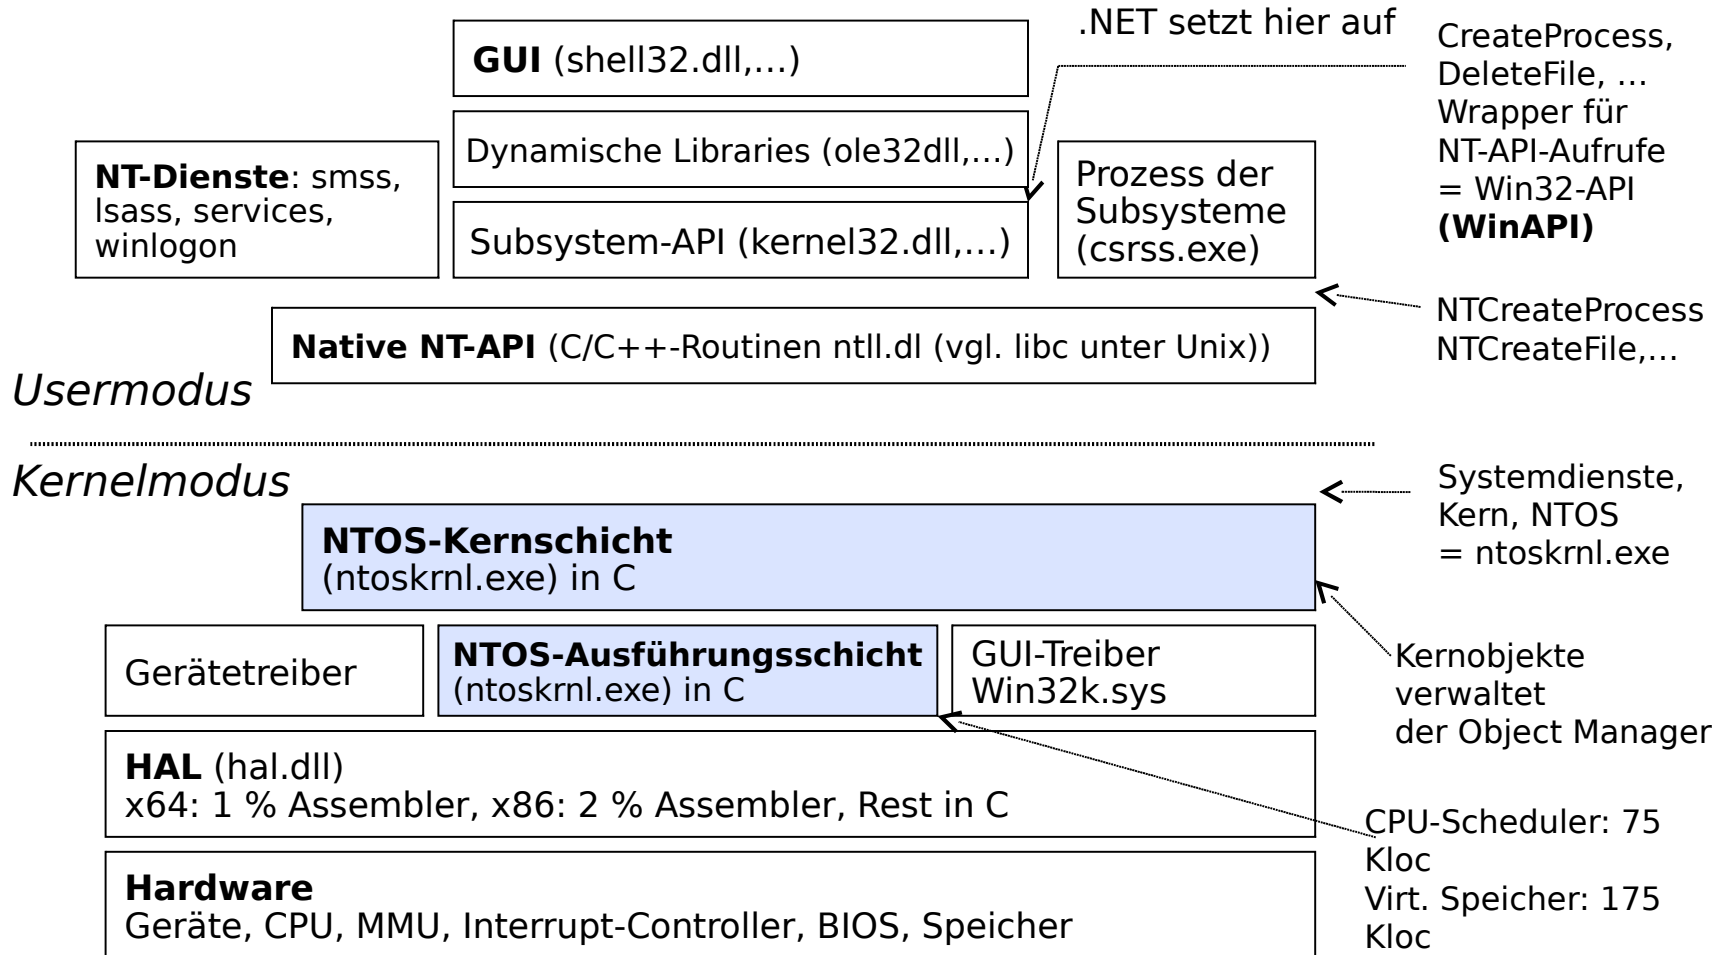 .NET setzt hier auf
GUI (shell32.dll,...)
CreateProcess,
DeleteFile, ...
Wrapper für
NT-API-Aufrufe
= Win32-API
(WinAPI)
Dynamische Libraries (ole32dll,...)
NT-Dienste: smss,
lsass, services,
winlogon
Prozess der
Subsysteme
(csrss.exe)
Subsystem-API (kernel32.dll,...)
NTCreateProcess
NTCreateFile,...
Native NT-API (C/C++-Routinen ntll.dl (vgl. libc unter Unix))
Usermodus
Kernelmodus
Systemdienste,
Kern, NTOS
= ntoskrnl.exe
NTOS-Kernschicht
(ntoskrnl.exe) in C
Gerätetreiber
NTOS-Ausführungsschicht
(ntoskrnl.exe) in C
GUI-Treiber
Win32k.sys
Kernobjekte
verwaltet
der Object Manager
HAL (hal.dll)
x64: 1 % Assembler, x86: 2 % Assembler, Rest in C
CPU-Scheduler: 75
Kloc
Virt. Speicher: 175
Kloc
Hardware
Geräte, CPU, MMU, Interrupt-Controller, BIOS, Speicher